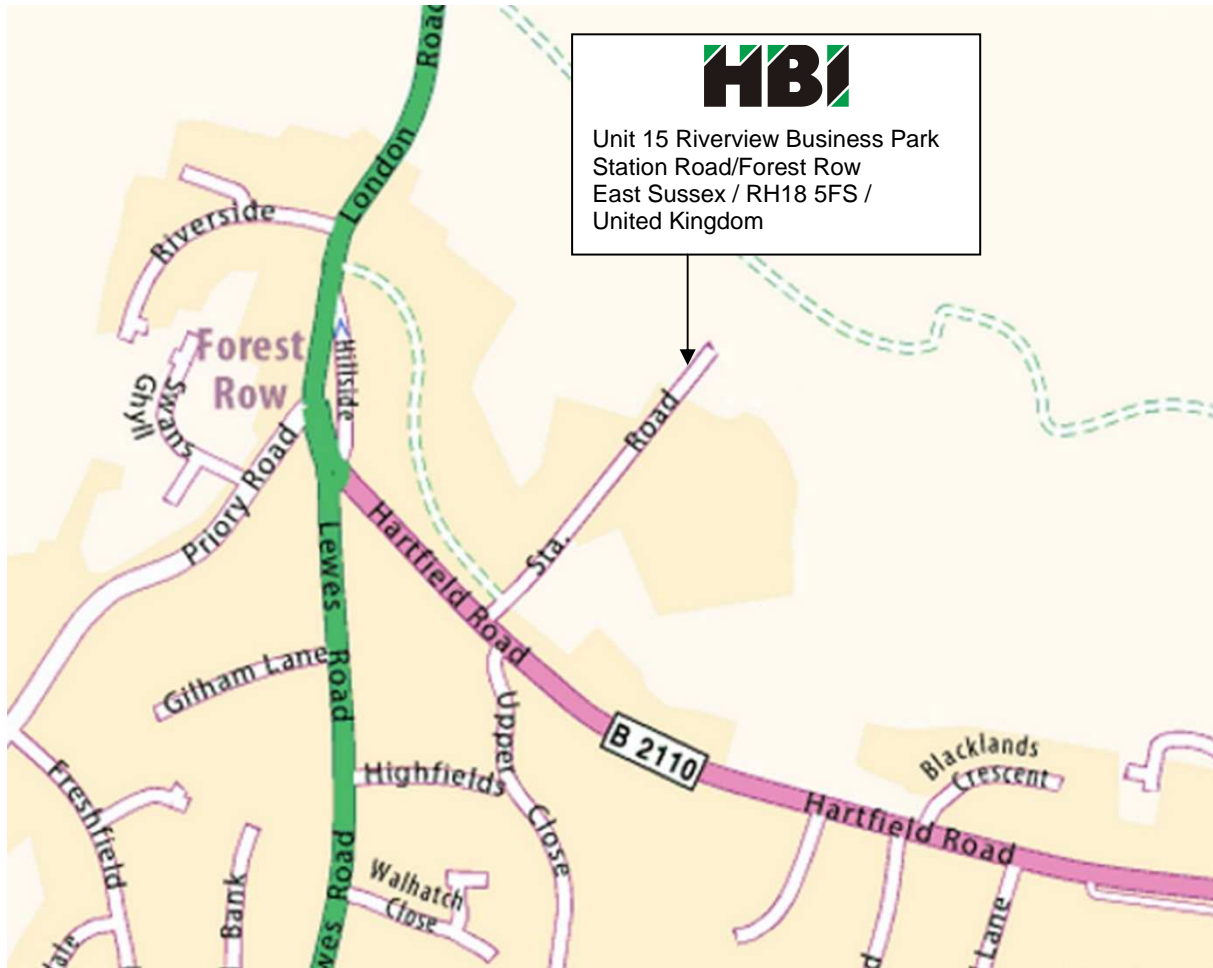 Road
HBI
Unit 15 Riverview Business Park
Station Road/Forest Row
East Sussex / RH18 5FS /
United Kingdom
London
Riverside
Forest
Row
Hillside
Swans
Ghyll
Priory Road
Sta. Road
Hartfield Road
Lewes Road
Gilham Lane
Upper Close
B 2110
Highfields
Blacklands
Crescent
Hartfield Road
Freshfield
Bank
Walhatch
Close
wes Road
Lane
ale
d